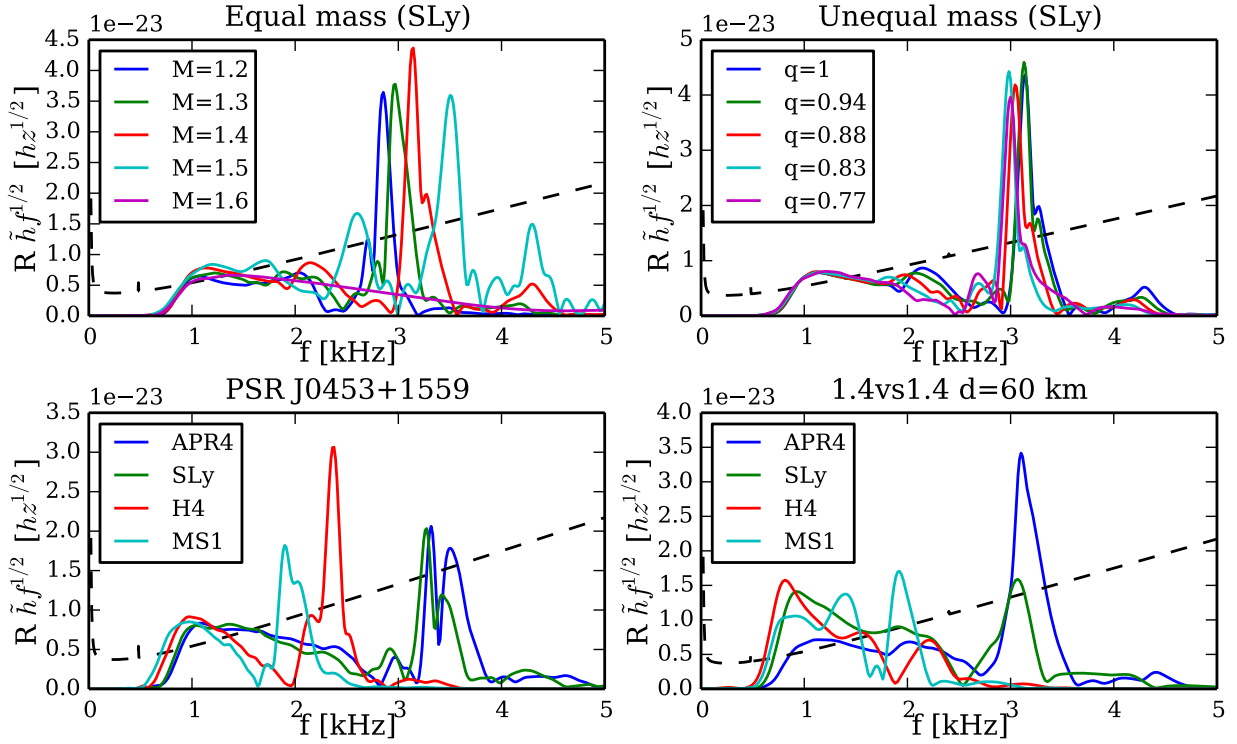 Equal mass (SLy)
1e−23
4.5
4.0
3.5
3.0
2.5
2.0
1.5
1.0
0.5
0.0
R h̃f^{1/2} [hz^{1/2}]
M=1.2
M=1.3
M=1.4
M=1.5
M=1.6
0 1 2 3 4 5
f [kHz]
Unequal mass (SLy)
1e−23
5
4
3
2
1
0
R h̃f^{1/2} [hz^{1/2}]
q=1
q=0.94
q=0.88
q=0.83
q=0.77
0 1 2 3 4 5
f [kHz]
PSR J0453+1559
1e−23
3.5
3.0
2.5
2.0
1.5
1.0
0.5
0.0
R h̃f^{1/2} [hz^{1/2}]
APR4
SLy
H4
MS1
0 1 2 3 4 5
f [kHz]
1.4vs1.4 d=60 km
1e−23
4.0
3.5
3.0
2.5
2.0
1.5
1.0
0.5
0.0
R h̃f^{1/2} [hz^{1/2}]
APR4
SLy
H4
MS1
0 1 2 3 4 5
f [kHz]